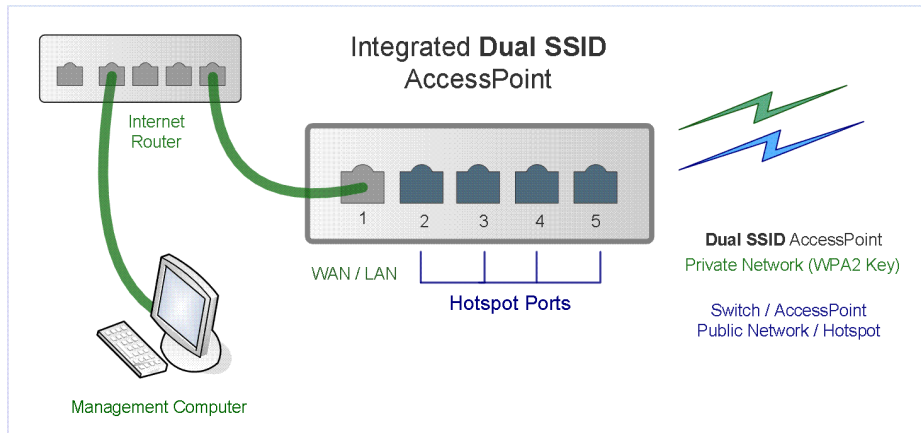 Integrated Dual SSID
AccessPoint
Internet
Router
1
2
3
4
5
WAN / LAN
Hotspot Ports
Dual SSID AccessPoint
Private Network (WPA2 Key)
Switch / AccessPoint
Public Network / Hotspot
Management Computer